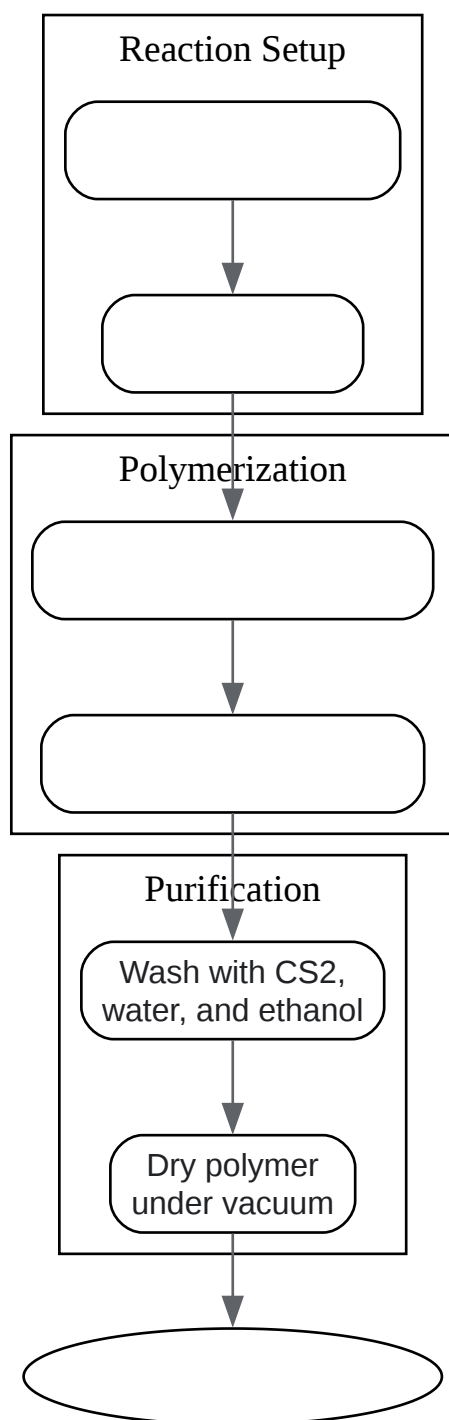 Reaction Setup
Polymerization
Purification
Wash with CS2,
water, and ethanol
Dry polymer
under vacuum